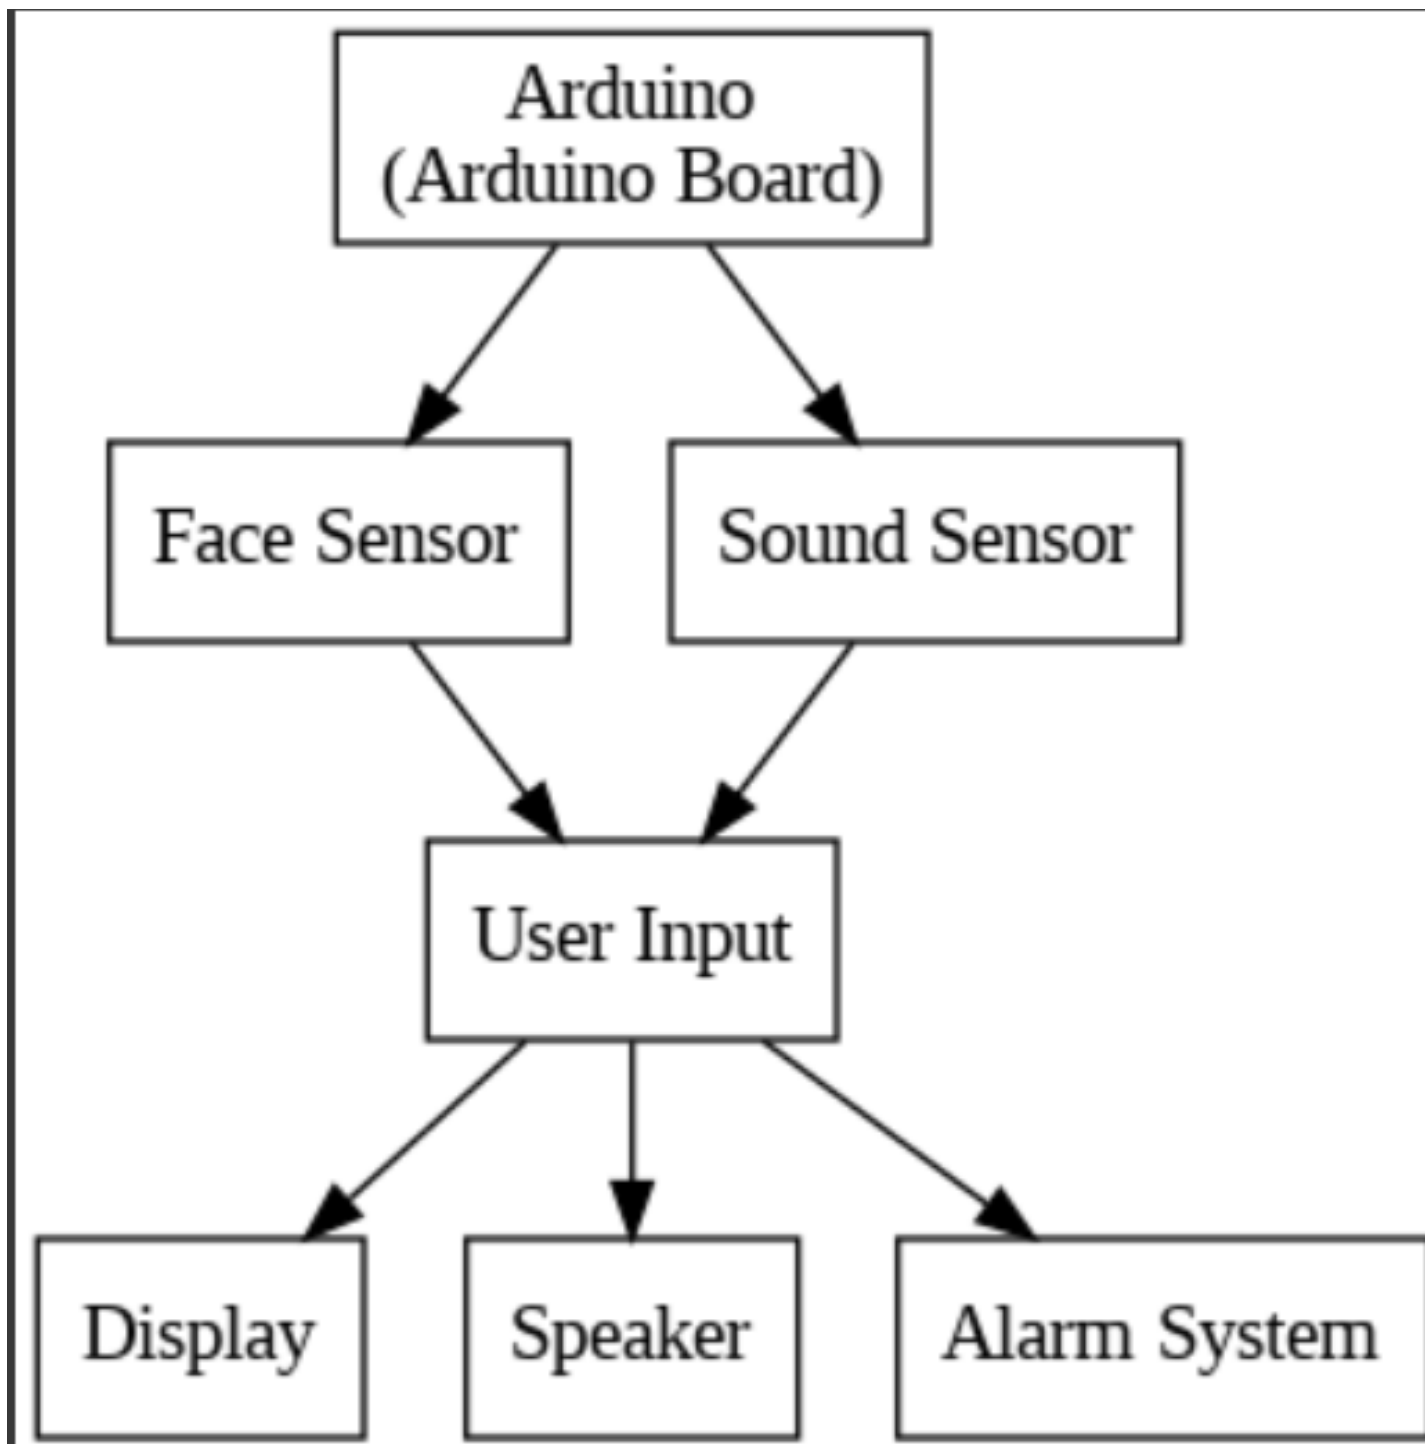 Arduino
(Arduino Board)
Face Sensor
Sound Sensor
User Input
Display
Speaker
Alarm System